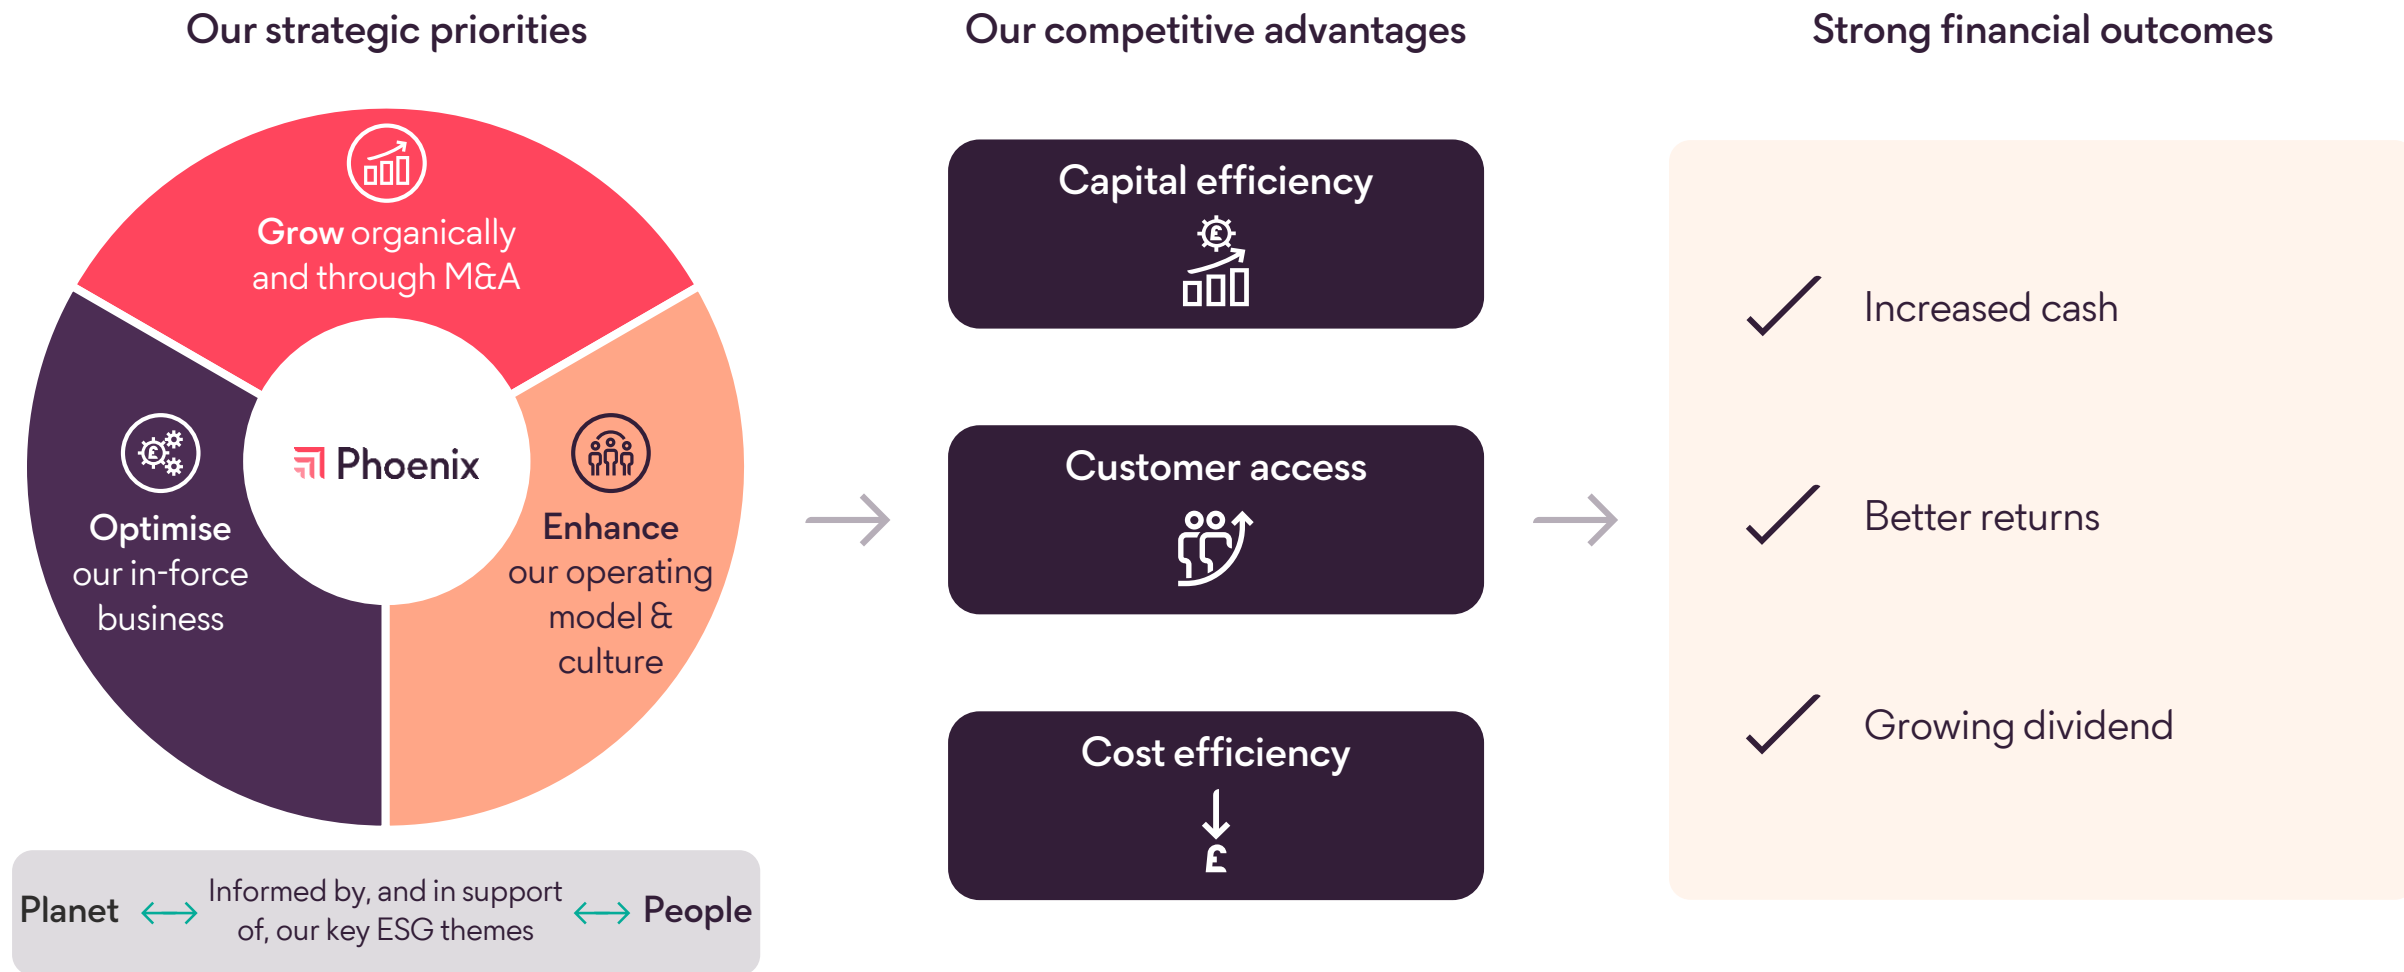 Our strategic priorities
Grow organically
and through M&A
Optimise
our in-force
business
Phoenix
Enhance
our operating
model &
culture
Planet
Informed by, and in support
of, our key ESG themes
People
Our competitive advantages
Capital efficiency
£
Customer access
Cost efficiency
£
Strong financial outcomes
Increased cash
Better returns
Growing dividend